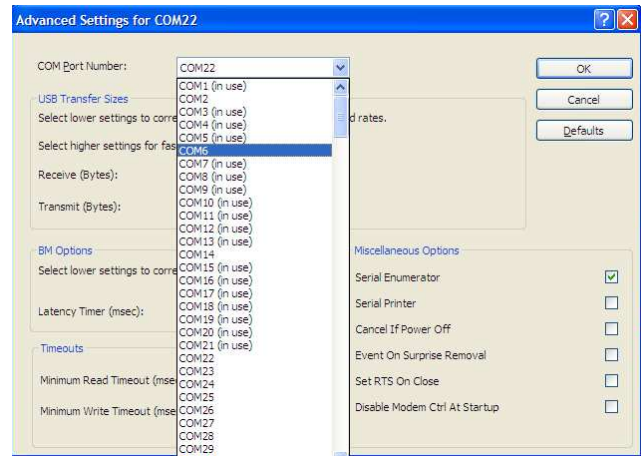 Advanced Settings for COM22
COM Port Number:
COM22
OK
Cancel
Defaults
USB Transfer Sizes
Select lower settings to corre
d rates.
Select higher settings for fas
Receive (Bytes):
Transmit (Bytes):
COM1 (in use)
COM2
COM3 (in use)
COM4 (in use)
COM5 (in use)
COM6
COM7 (in use)
COM8 (in use)
COM9 (in use)
COM10 (in use)
COM11 (in use)
COM12 (in use)
COM13 (in use)
COM14
COM15 (in use)
COM16 (in use)
COM17 (in use)
COM18 (in use)
COM19 (in use)
COM20 (in use)
COM21 (in use)
COM22
COM23
COM24
COM25
COM26
COM27
COM28
COM29
BM Options
Select lower settings to corre
Latency Timer (msec):
Timeouts
Minimum Read Timeout (mse
Minimum Write Timeout (mse
Miscellaneous Options
Serial Enumerator
Serial Printer
Cancel If Power Off
Event On Surprise Removal
Set RTS On Close
Disable Modem Ctrl At Startup